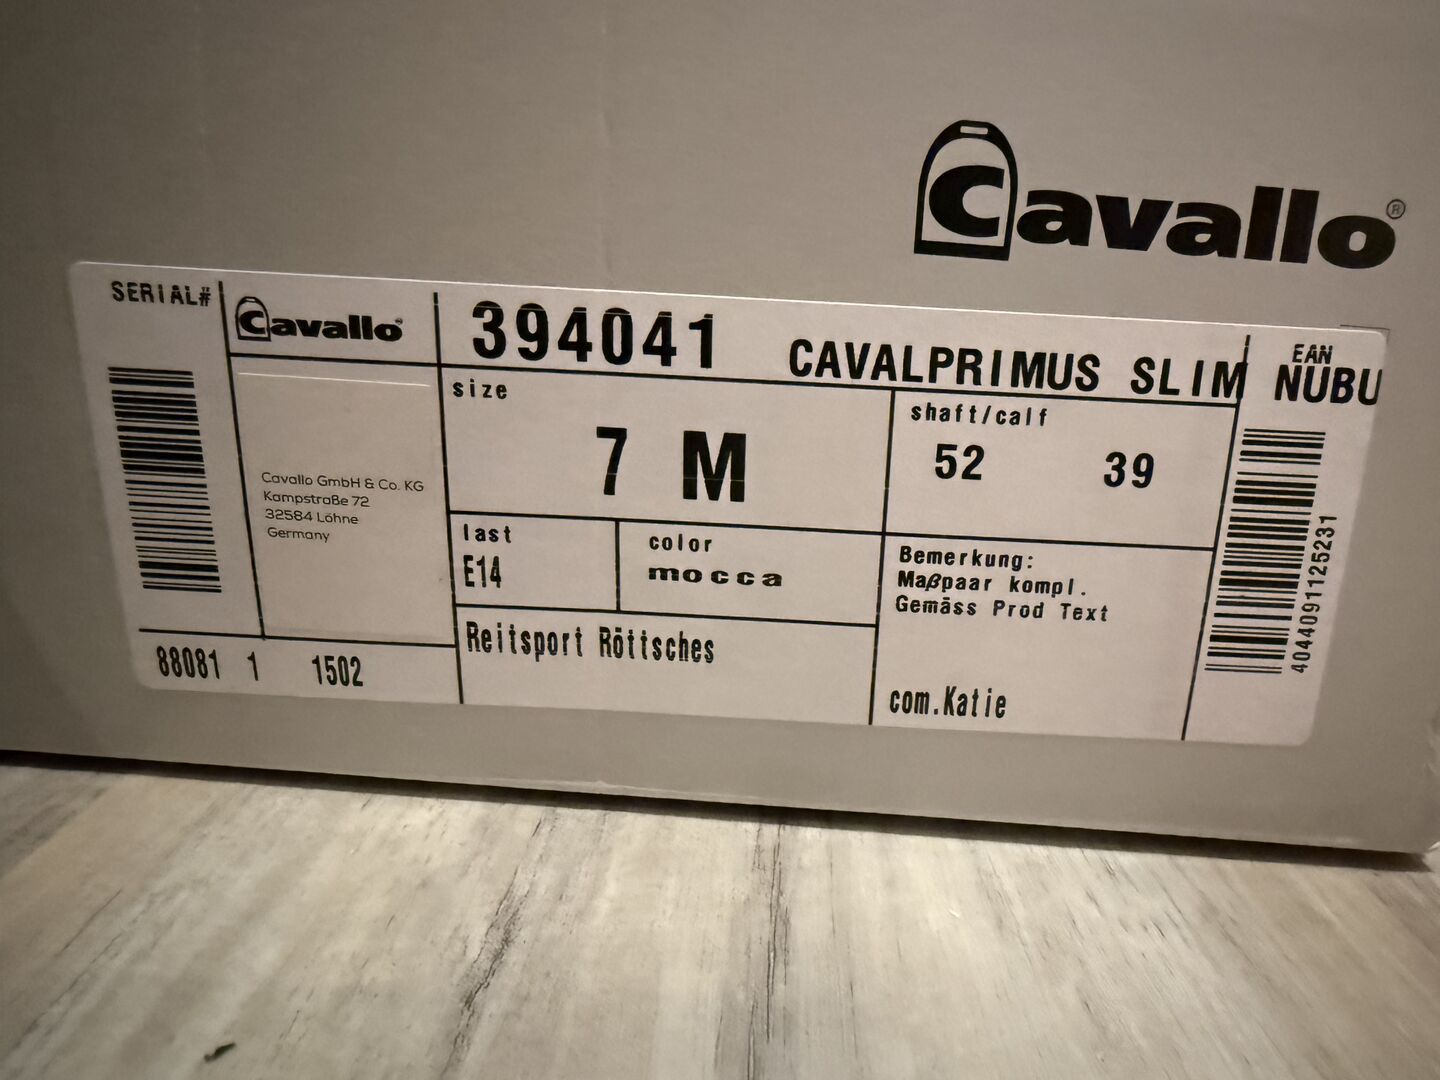 Cavallo®
SERIAL#
Cavallo
394041 CAVALPRIMUS SLIM NUBU
EAN
size
7 M
shaft/calf
52 39
Cavallo GmbH & Co. KG
Kampstraße 72
32584 Löhne
Germany
last
E14
color
mocca
Bemerkung:
Maßpaar kompl.
Gemäss Prod Text
Reitsport Röttsches
com.Katie
88081 1 1502
4044091125231